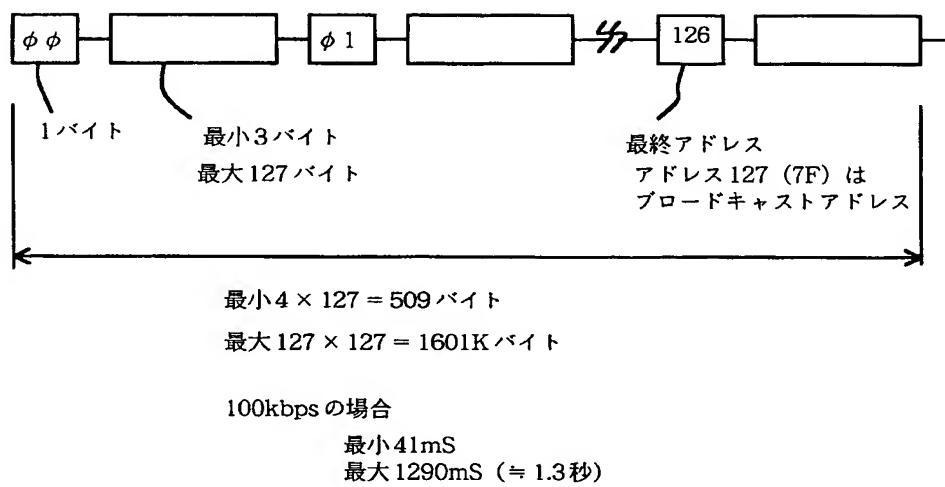 φφ
φ1
126
1バイト
最小3バイト
最大127バイト
最終アドレス
アドレス127（7F）は
ブロードキャストアドレス
最小4 × 127 = 509バイト
最大127 × 127 = 1601Kバイト
100kbpsの場合
最小41mS
最大1290mS（≒1.3秒）